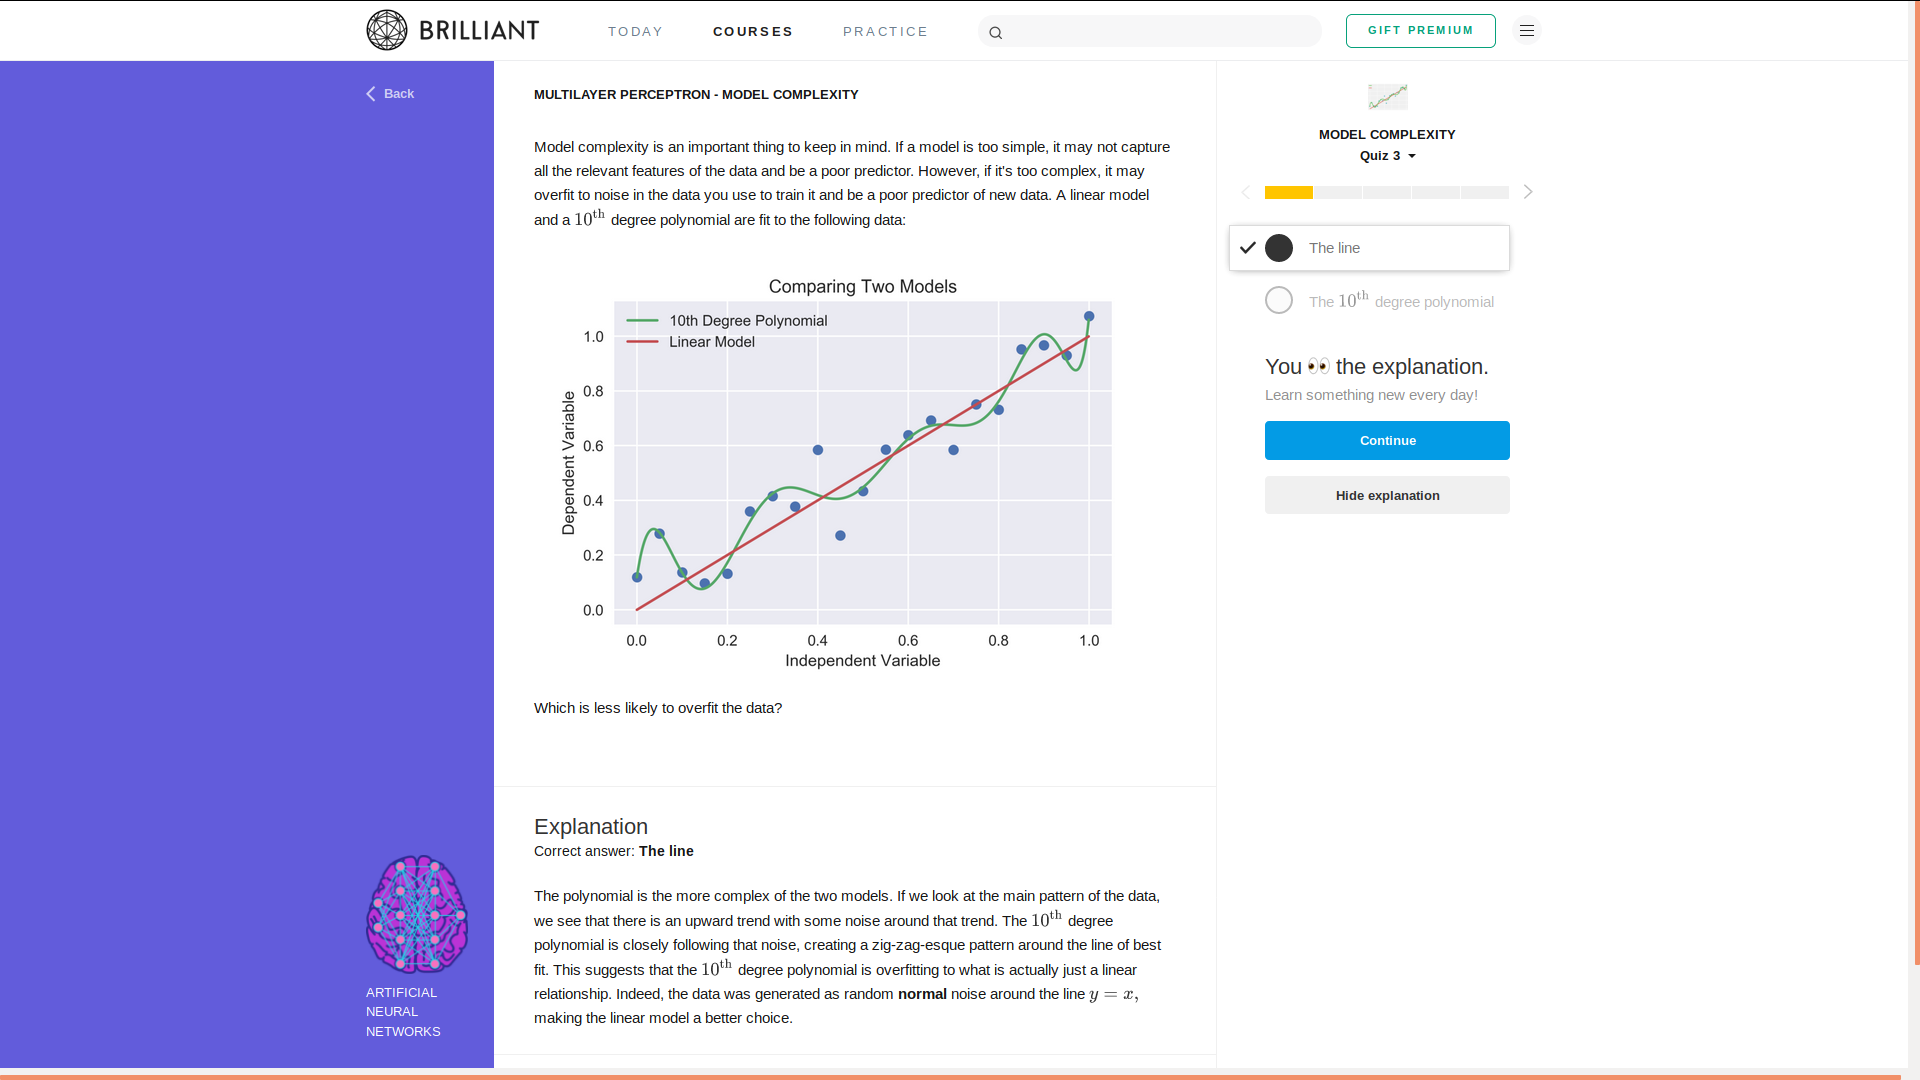 BRILLIANT
TODAY
COURSES
PRACTICE
GIFT PREMIUM
Back
MULTILAYER PERCEPTRON - MODEL COMPLEXITY
Model complexity is an important thing to keep in mind. If a model is too simple, it may not capture
all the relevant features of the data and be a poor predictor. However, if it's too complex, it may
overfit to noise in the data you use to train it and be a poor predictor of new data. A linear model
and a 10th degree polynomial are fit to the following data:
Comparing Two Models
10th Degree Polynomial
Linear Model
1.0
0.8
0.6
0.4
0.2
0.0
Dependent Variable
0.0 0.2 0.4 0.6 0.8 1.0
Independent Variable
Which is less likely to overfit the data?
Explanation
Correct answer: The line
The polynomial is the more complex of the two models. If we look at the main pattern of the data,
we see that there is an upward trend with some noise around that trend. The 10th degree
polynomial is closely following that noise, creating a zig-zag-esque pattern around the line of best
fit. This suggests that the 10th degree polynomial is overfitting to what is actually just a linear
relationship. Indeed, the data was generated as random normal noise around the line y = x,
making the linear model a better choice.
MODEL COMPLEXITY
Quiz 3
The line
The 10th degree polynomial
You 👀 the explanation.
Learn something new every day!
Continue
Hide explanation
ARTIFICIAL
NEURAL
NETWORKS